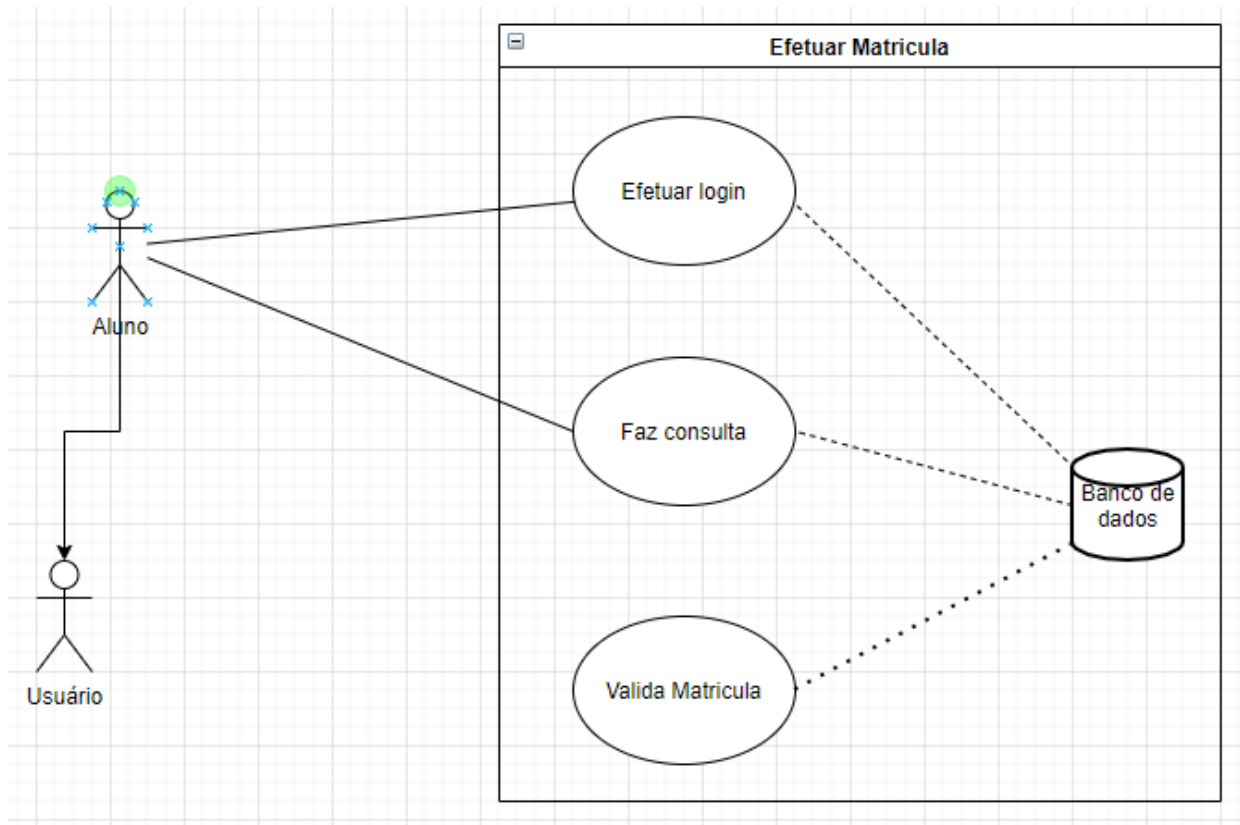 Efetuar Matricula
Efetuar login
Aluno
Faz consulta
Banco de
dados
Valida Matricula
Usuário